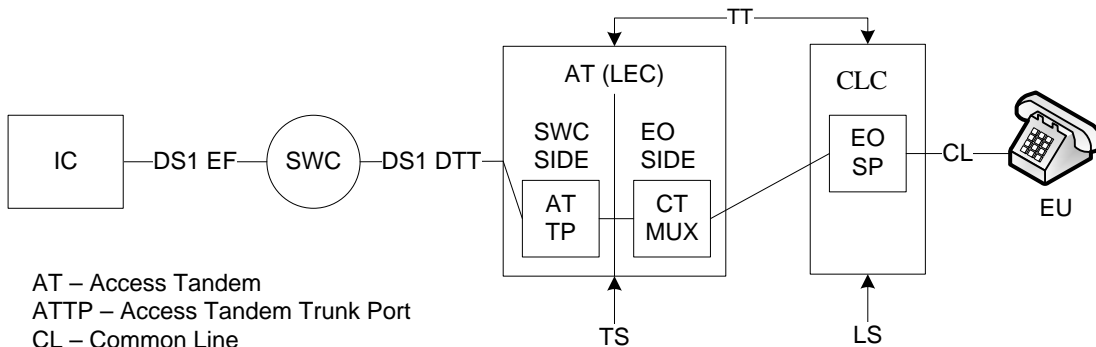 TT
AT (LEC)
CLC
SWC
SIDE
EO
SIDE
IC
DS1 EF
SWC
DS1 DTT
AT
TP
CT
MUX
EO
SP
CL
EU
AT – Access Tandem
ATTP – Access Tandem Trunk Port
CL – Common Line
TS
LS